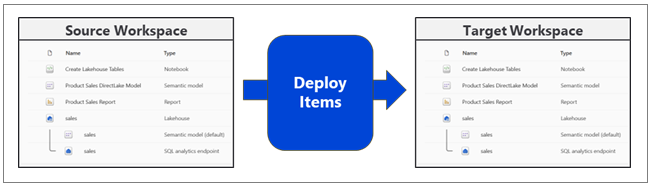 Source Workspace
Name Type
Create Lakehouse Tables Notebook
Product Sales DirectLake Model Semantic model
Product Sales Report Report
sales Lakehouse
sales Semantic model (default)
sales SQL analytics endpoint
Deploy
Items
Target Workspace
Name Type
Create Lakehouse Tables Notebook
Product Sales DirectLake Model Semantic model
Product Sales Report Report
sales Lakehouse
sales Semantic model (default)
sales SQL analytics endpoint